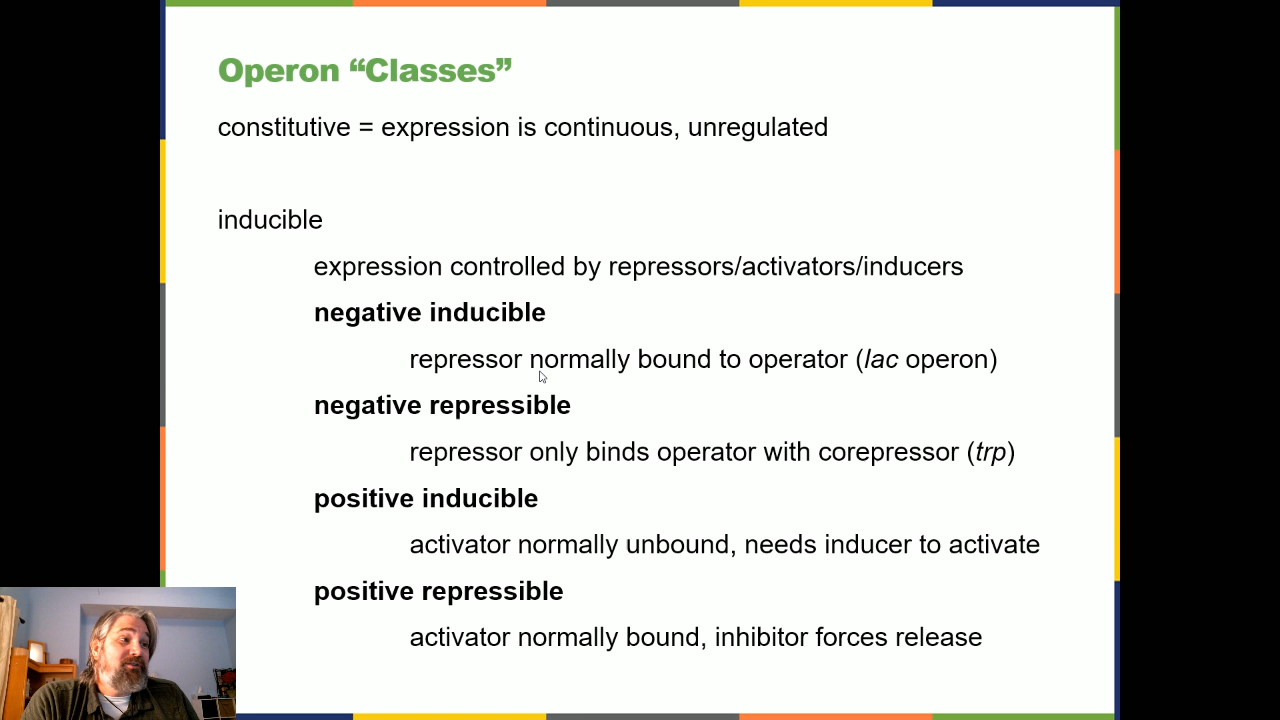 Operon “Classes”
constitutive = expression is continuous, unregulated
inducible
expression controlled by repressors/activators/inducers
negative inducible
repressor normally bound to operator (lac operon)
negative repressible
repressor only binds operator with corepressor (trp)
positive inducible
activator normally unbound, needs inducer to activate
positive repressible
activator normally bound, inhibitor forces release